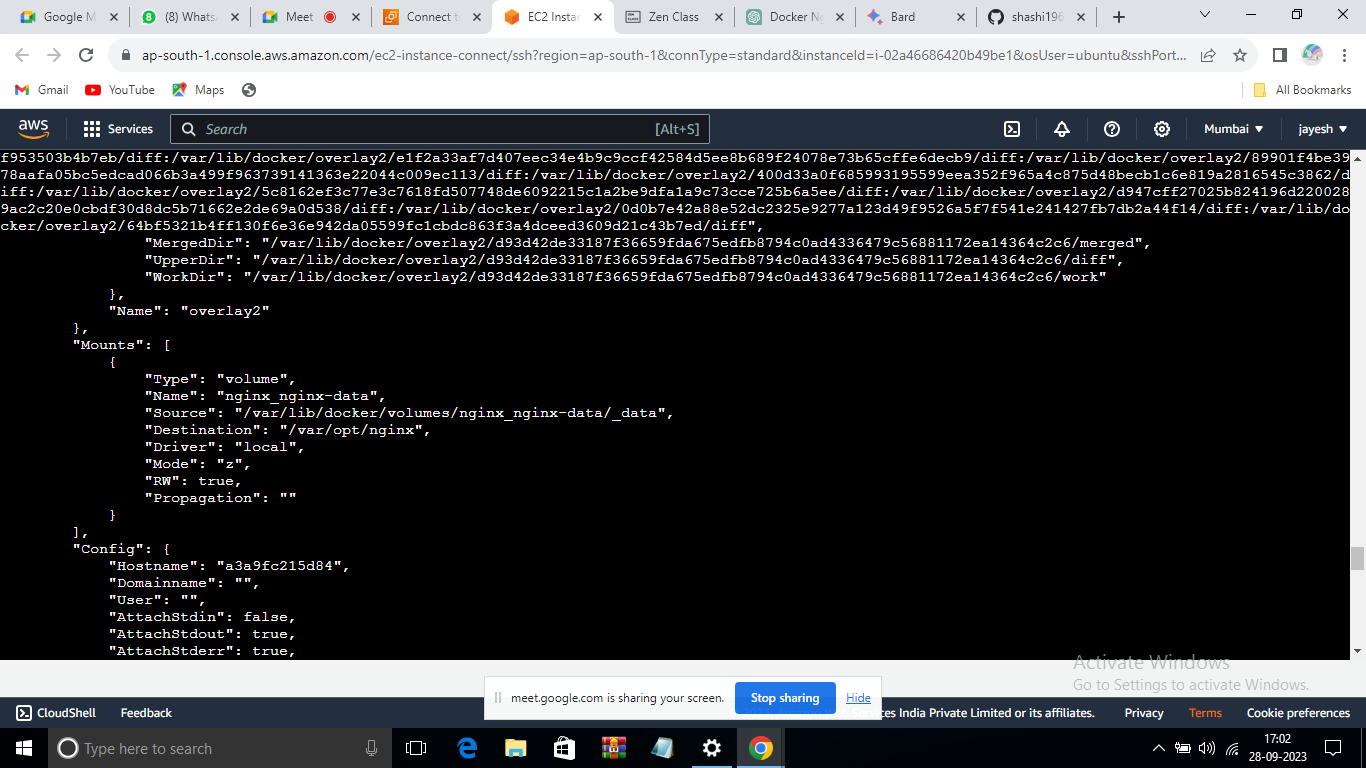 Google M
(8) Whats
Meet
Connect t
EC2 Instan
Zen Class
Docker N
Bard
shashi196
ap-south-1.console.aws.amazon.com/ec2-instance-connect/ssh?region=ap-south-1&connType=standard&instanceId=i-02a46686420b49be1&osUser=ubuntu&sshPort...
Gmail YouTube Maps All Bookmarks
aws Services Search [Alt+S] Mumbai ▼ jayesh ▼
f953503b4b7eb/diff:/var/lib/docker/overlay2/e1f2a33af7d407eec34e4b9c9ccf42584d5ee8b689f24078e73b65cffe6decb9/diff:/var/lib/docker/overlay2/89901f4be39
78aafa05bc5edcad066b3a499f963739141363e22044c009ec113/diff:/var/lib/docker/overlay2/400d33a0f685993195599eea352f965a4c875d48becb1c6e819a2816545c3862/d
iff:/var/lib/docker/overlay2/5c8162ef3c77e3c7618fd507748de6092215c1a2be9dfa1a9c73cce725b6a5ee/diff:/var/lib/docker/overlay2/d947cff27025b824196d220028
9ac2c20e0cbdf30d8dc5b71662e2de69a0d538/diff:/var/lib/docker/overlay2/0d0b7e42a88e52dc2325e9277a123d49f9526a5f7f541e241427fb7db2a44f14/diff:/var/lib/do
cker/overlay2/64bf5321b4ff130f6e36e942da05599fc1cbdc863f3a4dceed3609d21c43b7ed/diff",
"MergedDir": "/var/lib/docker/overlay2/d93d42de33187f36659fda675edfb8794c0ad4336479c56881172ea14364c2c6/merged",
"UpperDir": "/var/lib/docker/overlay2/d93d42de33187f36659fda675edfb8794c0ad4336479c56881172ea14364c2c6/diff",
"WorkDir": "/var/lib/docker/overlay2/d93d42de33187f36659fda675edfb8794c0ad4336479c56881172ea14364c2c6/work"
},
"Name": "overlay2"
},
"Mounts": [
{
"Type": "volume",
"Name": "nginx_nginx-data",
"Source": "/var/lib/docker/volumes/nginx_nginx-data/_data",
"Destination": "/var/opt/nginx",
"Driver": "local",
"Mode": "z",
"RW": true,
"Propagation": ""
}
],
"Config": {
"Hostname": "a3a9fc215d84",
"Domainname": "",
"User": "",
"AttachStdin": false,
"AttachStdout": true,
"AttachStderr": true,
Activate Windows
Go to Settings to activate Windows.
meet.google.com is sharing your screen. Stop sharing Hide
CloudShell Feedback India Private Limited or its affiliates. Privacy Terms Cookie preferences
Type here to search
17:02
28-09-2023